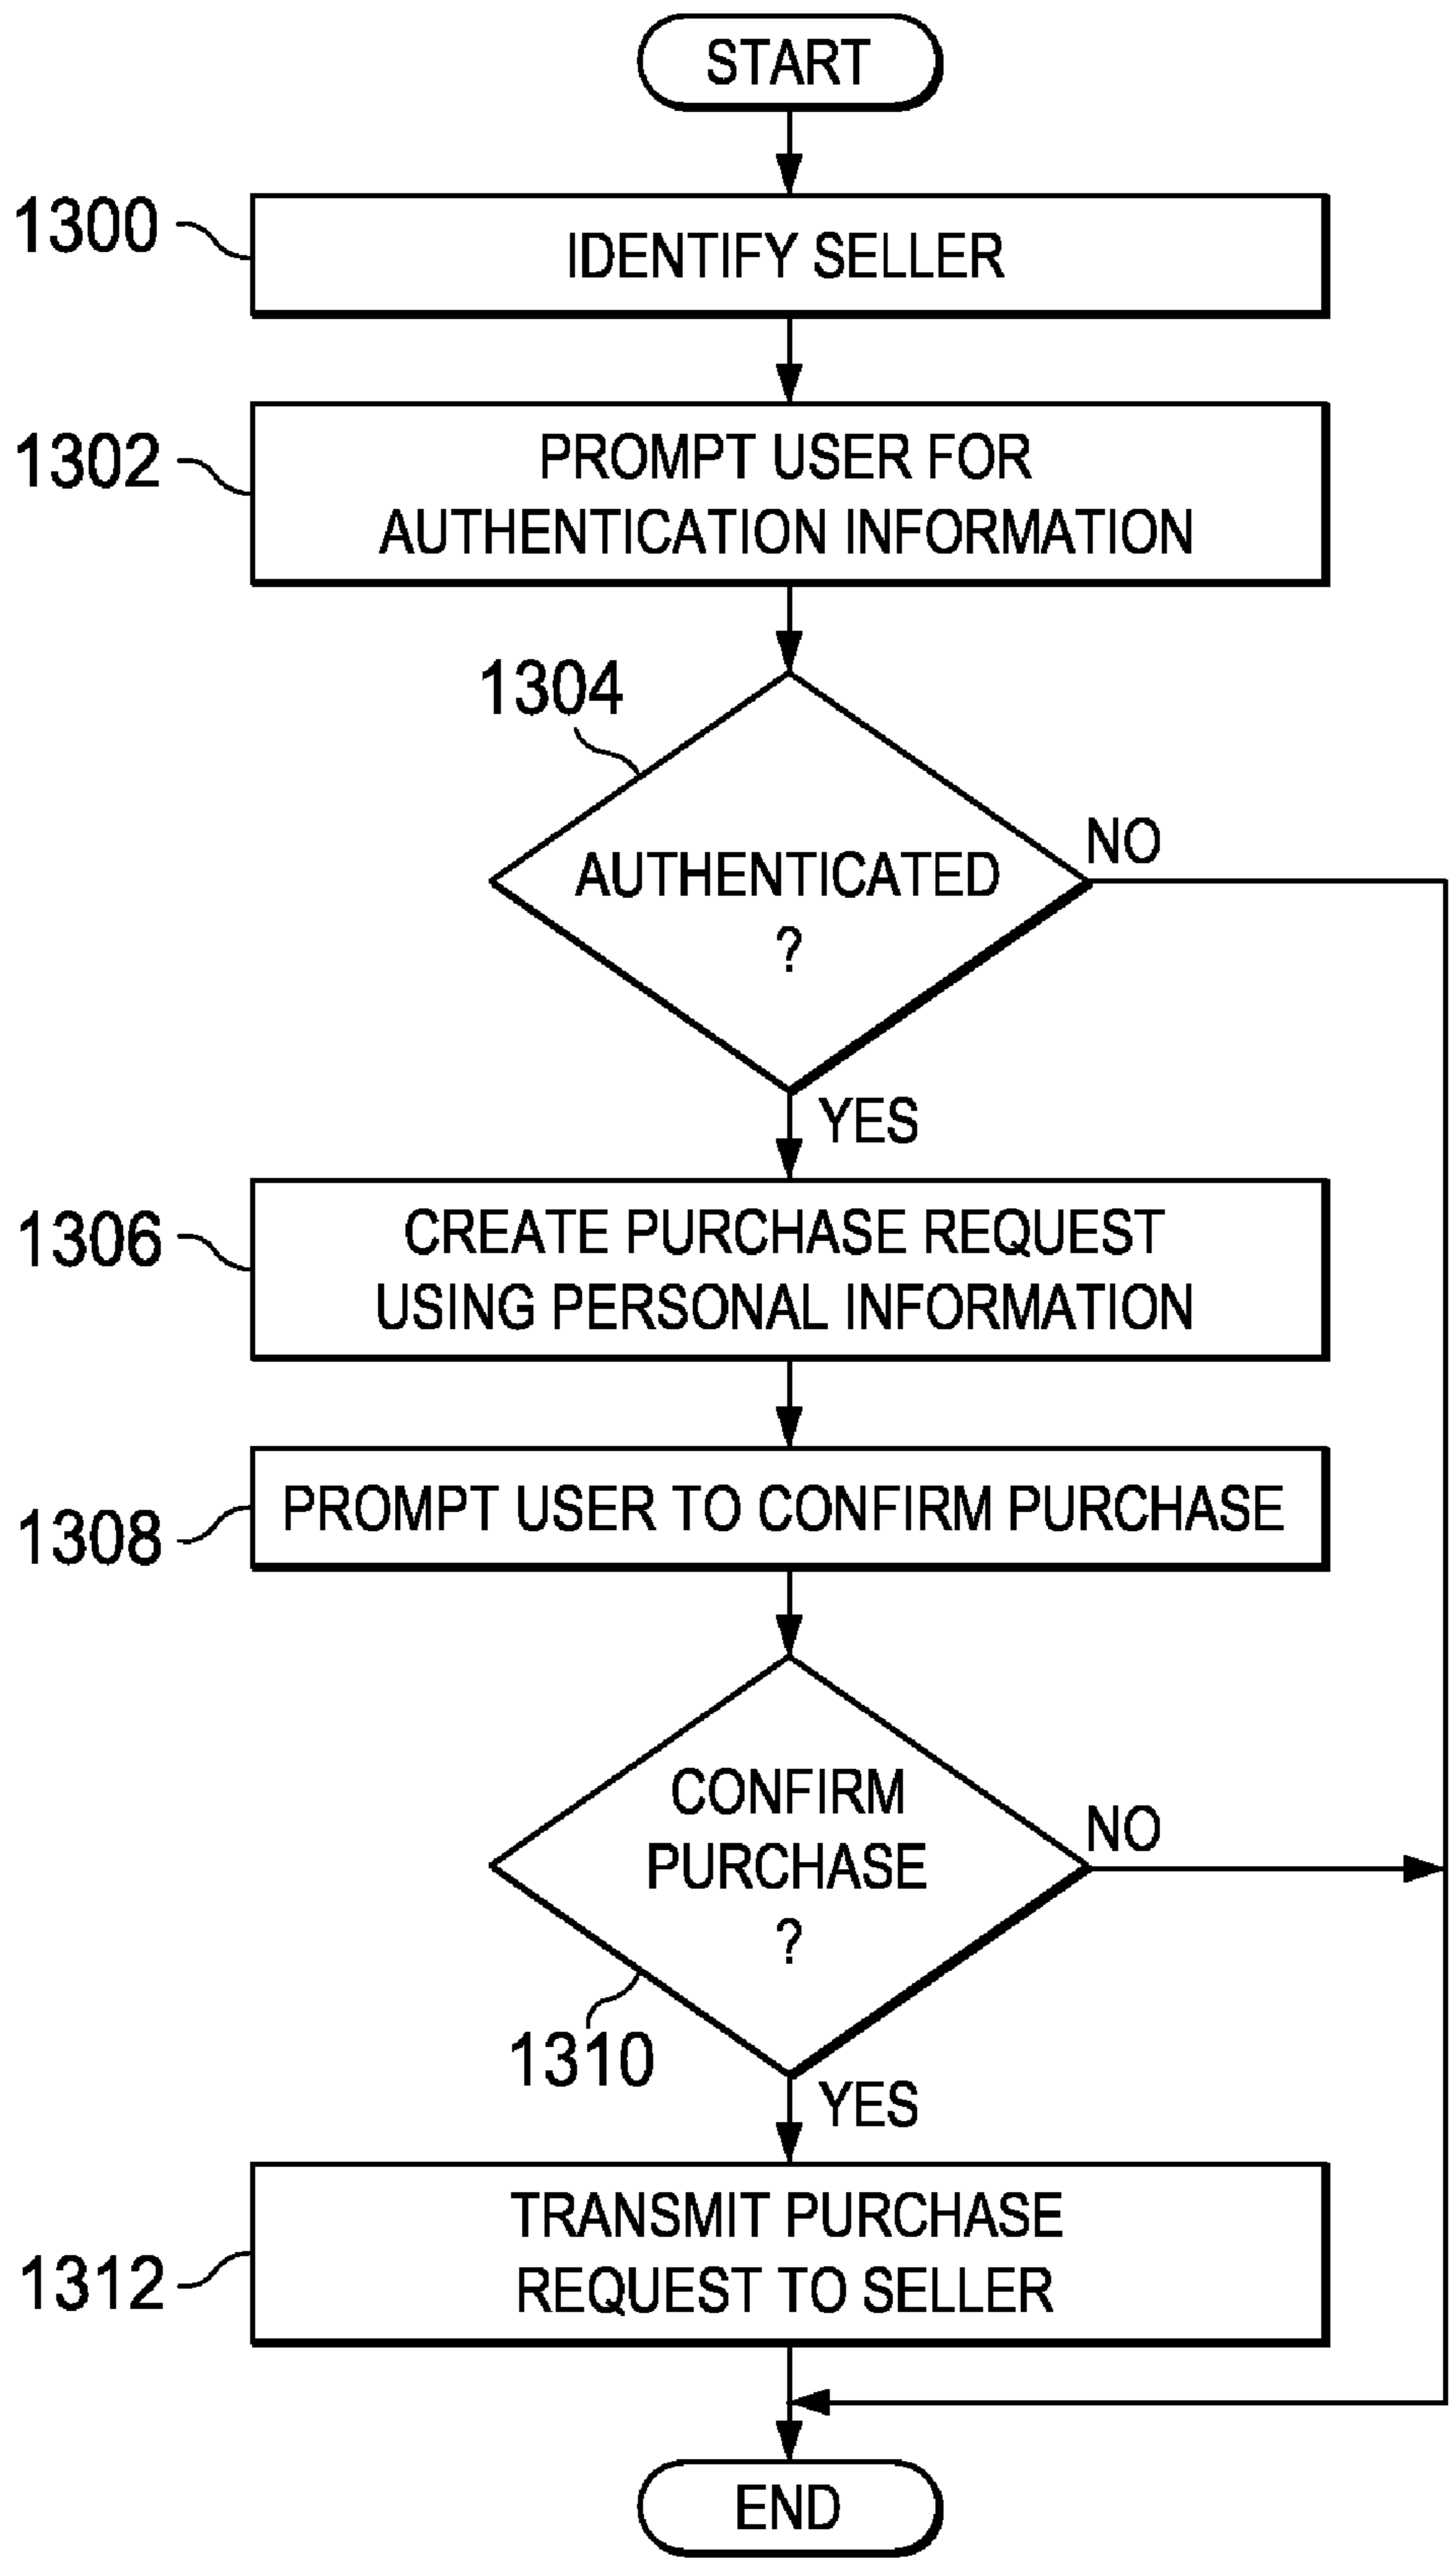 START
1300
IDENTIFY SELLER
1302
PROMPT USER FOR
AUTHENTICATION INFORMATION
1304
AUTHENTICATED
?
NO
YES
1306
CREATE PURCHASE REQUEST
USING PERSONAL INFORMATION
1308
PROMPT USER TO CONFIRM PURCHASE
CONFIRM
PURCHASE
?
NO
1310
YES
1312
TRANSMIT PURCHASE
REQUEST TO SELLER
END